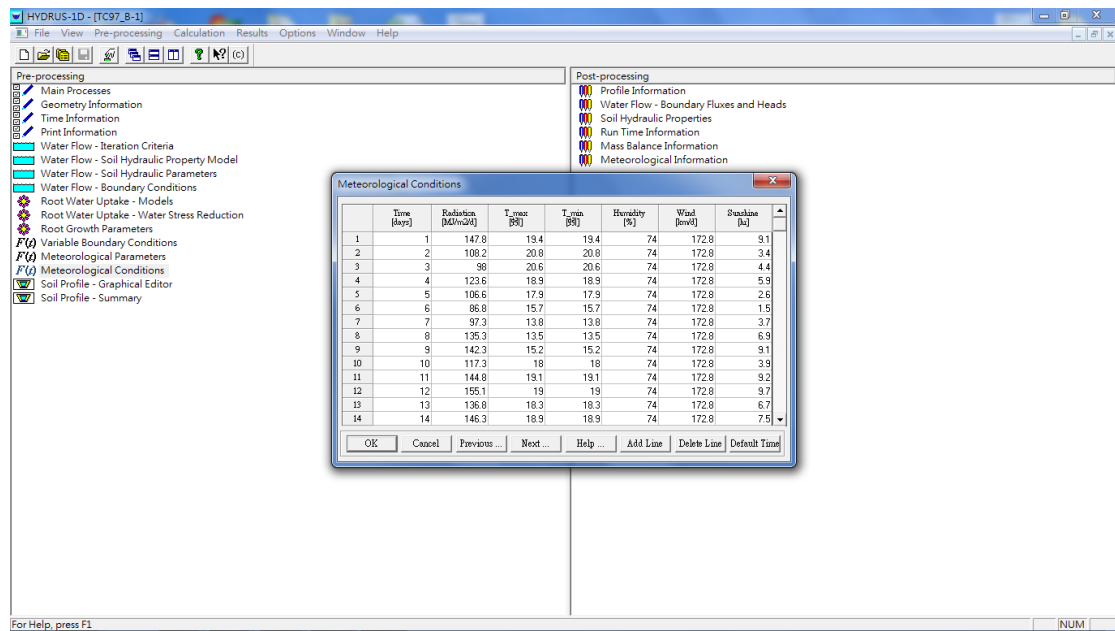 HYDRUS-1D - [TC97_B-1]
File View Pre-processing Calculation Results Options Window Help
Pre-processing
Main Processes
Geometry Information
Time Information
Print Information
Water Flow - Iteration Criteria
Water Flow - Soil Hydraulic Property Model
Water Flow - Soil Hydraulic Parameters
Water Flow - Boundary Conditions
Root Water Uptake - Models
Root Water Uptake - Water Stress Reduction
Root Growth Parameters
F(t) Variable Boundary Conditions
F(t) Meteorological Parameters
F(t) Meteorological Conditions
Soil Profile - Graphical Editor
Soil Profile - Summary
Post-processing
Profile Information
Water Flow - Boundary Fluxes and Heads
Soil Hydraulic Properties
Run Time Information
Mass Balance Information
Meteorological Information
Meteorological Conditions
Time Radiation T_max T_min Humidity Wind Sunshine
[days] [MJ/m2/d] [%] [km/d]
1 1 147.8 19.4 19.4 74 172.8 9.1
2 2 108.2 20.8 20.8 74 172.8 3.4
3 3 98 20.6 20.6 74 172.8 4.4
4 4 123.6 18.9 18.9 74 172.8 5.9
5 5 106.6 17.9 17.9 74 172.8 2.6
6 6 86.8 15.7 15.7 74 172.8 1.5
7 7 97.3 13.8 13.8 74 172.8 3.7
8 8 135.3 13.5 13.5 74 172.8 6.9
9 9 142.3 15.2 15.2 74 172.8 9.1
10 10 117.3 18 18 74 172.8 3.9
11 11 144.8 19.1 19.1 74 172.8 9.2
12 12 155.1 19 19 74 172.8 9.7
13 13 136.8 18.3 18.3 74 172.8 6.7
14 14 146.3 18.9 18.9 74 172.8 7.5
OK Cancel Previous ... Next ... Help ... Add Line Delete Line Default Time
For Help, press F1
NUM